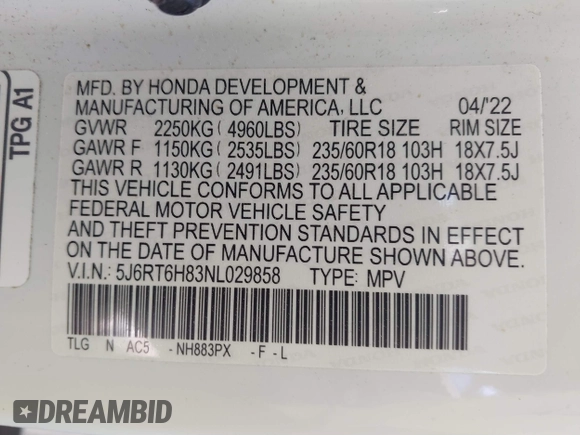 MFD. BY HONDA DEVELOPMENT &
MANUFACTURING OF AMERICA, LLC 04/'22
GVWR 2250KG ( 4960LBS) TIRE SIZE RIM SIZE
GAWR F 1150KG ( 2535LBS) 235/60R18 103H 18X7.5J
GAWR R 1130KG ( 2491LBS) 235/60R18 103H 18X7.5J
THIS VEHICLE CONFORMS TO ALL APPLICABLE
FEDERAL MOTOR VEHICLE SAFETY
AND THEFT PREVENTION STANDARDS IN EFFECT
ON THE DATE OF MANUFACTURE SHOWN ABOVE.
V.I.N.: 5J6RT6H83NL029858 TYPE: MPV
TLG N AC5 - NH883PX - F - L
TPG A1
DREAMBID